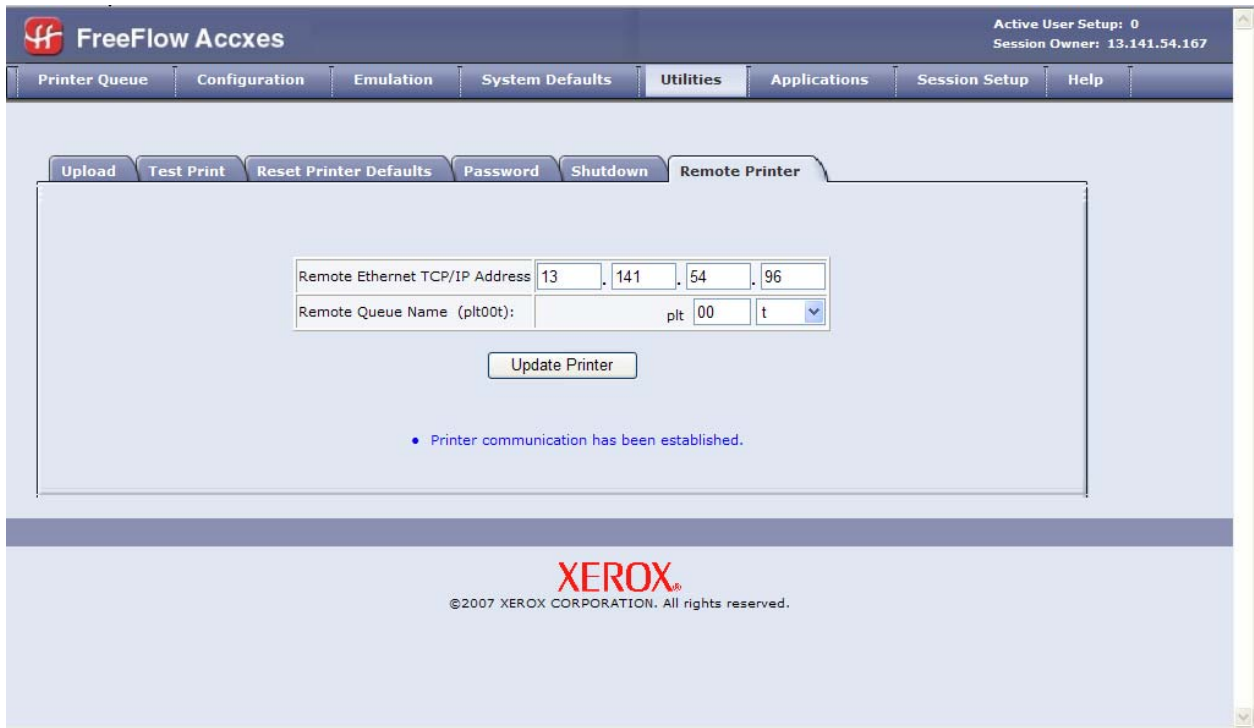 FreeFlow Accxes
Active User Setup: 0
Session Owner: 13.141.54.167
Printer Queue Configuration Emulation System Defaults Utilities Applications Session Setup Help
Upload Test Print Reset Printer Defaults Password Shutdown Remote Printer
Remote Ethernet TCP/IP Address 13 . 141 . 54 . 96
Remote Queue Name (plt00t): plt 00 t
Update Printer
• Printer communication has been established.
XEROX®
©2007 XEROX CORPORATION. All rights reserved.